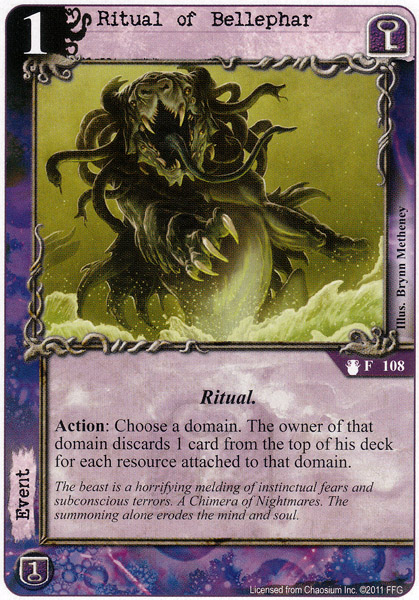 1
Ritual of Bellephar
Illus. Brynn Metheney
F 108
Ritual.
Action: Choose a domain. The owner of that
domain discards 1 card from the top of his deck
for each resource attached to that domain.
The beast is a horrifying melding of instinctual fears and
subconscious terrors. A Chimera of Nightmares. The
summoning alone erodes the mind and soul.
Event
1
Licensed from Chaosium Inc. ©2011 FFG